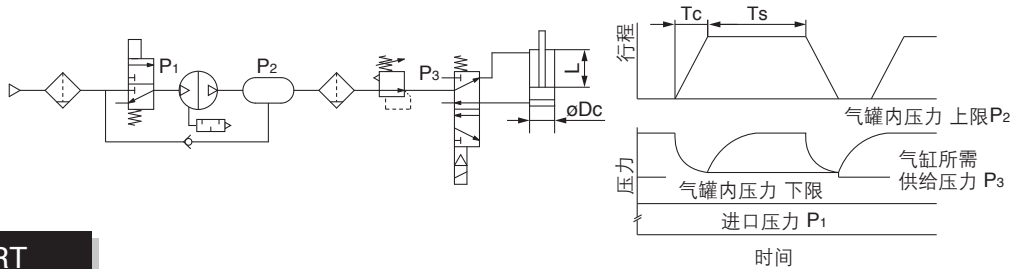 P1
P2
P3
L
øDc
Tc
Ts
行程
气罐内压力 上限P2
压力
气缸所需
供给压力 P3
气罐内压力 下限
进口压力 P1
时间
RT